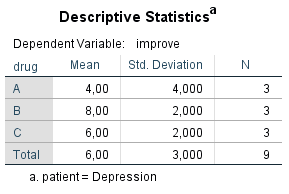 Descriptive Statisticsa
Dependent Variable: improve
drug Mean Std. Deviation N
A 4,00 4,000 3
B 8,00 2,000 3
C 6,00 2,000 3
Total 6,00 3,000 9
a. patient = Depression